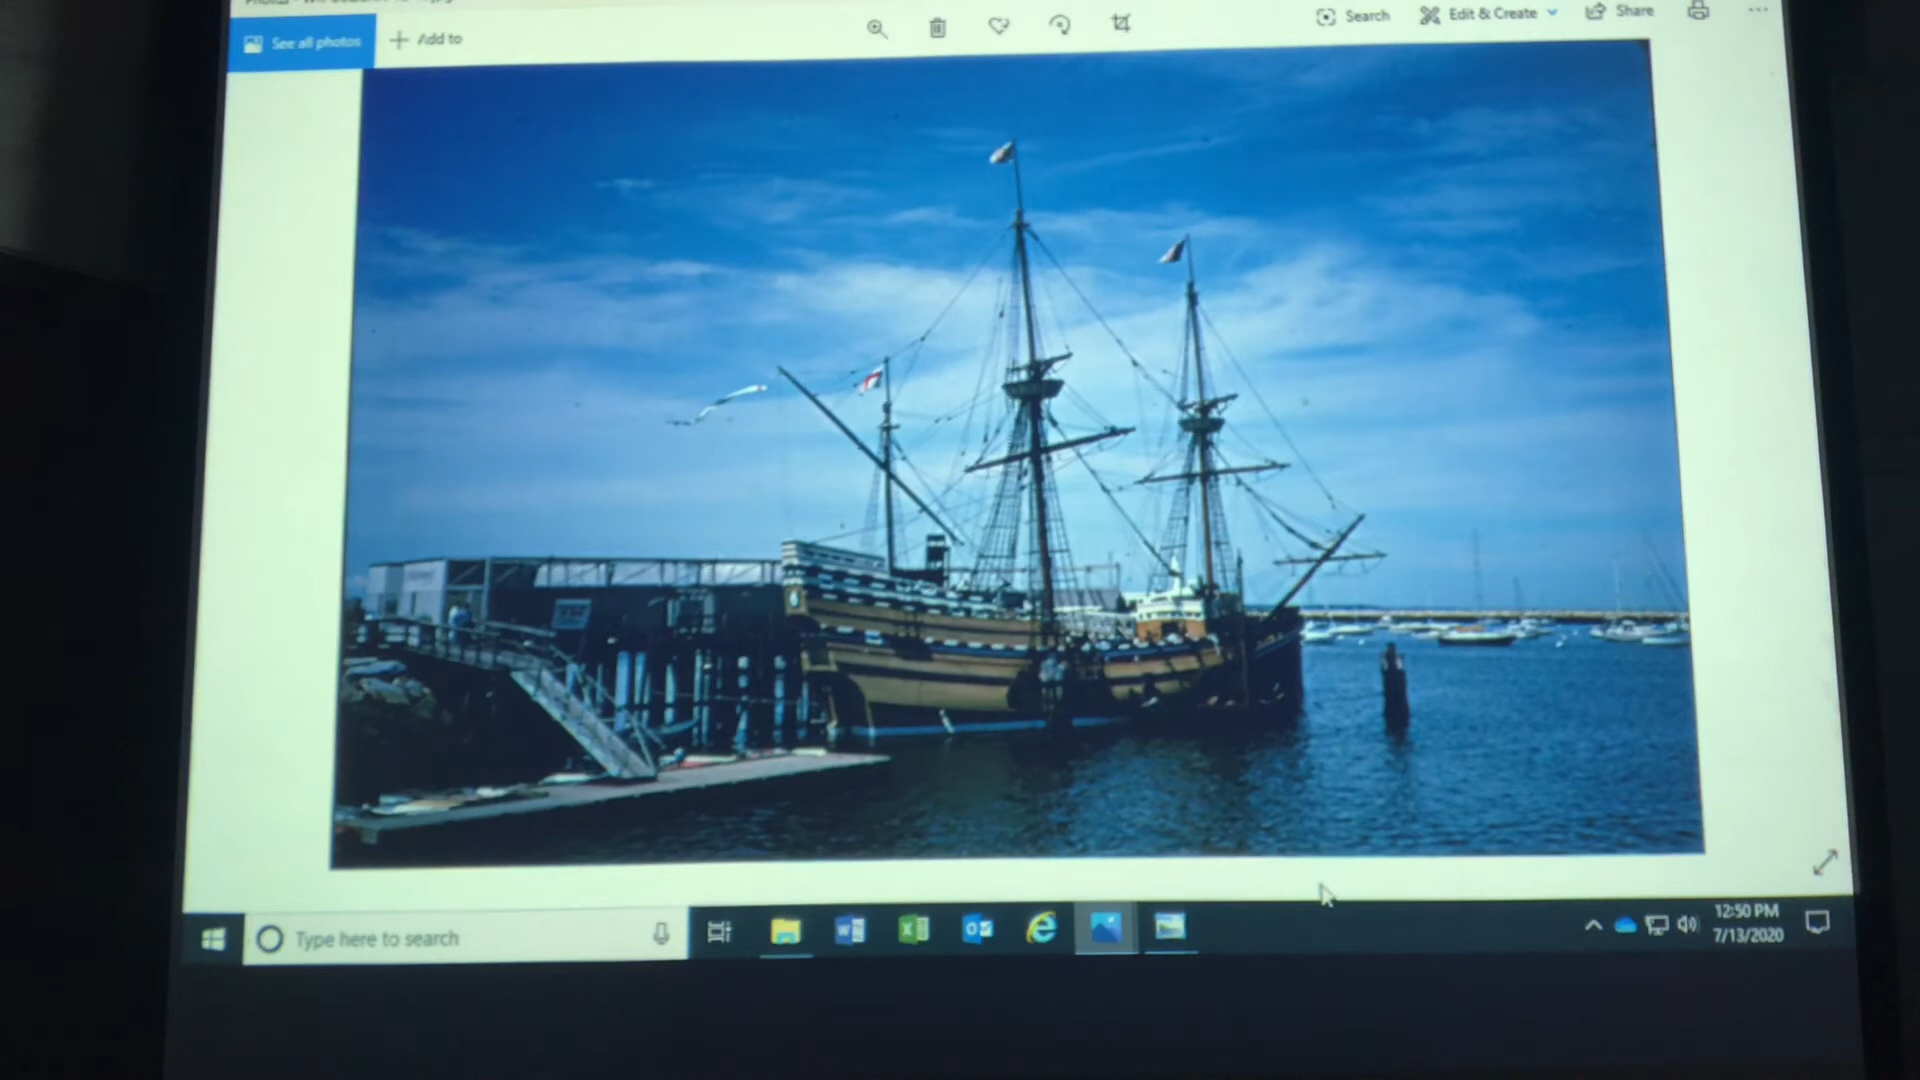 See all photos
Add to
Search
Edit & Create
Share
Type here to search
12:50 PM
7/13/2020